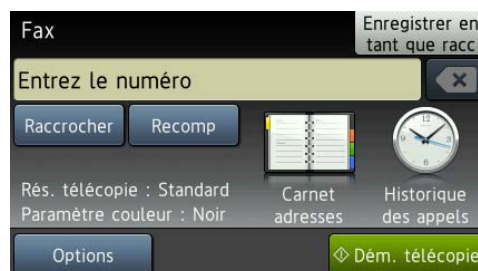 Fax
Enregistrer en
tant que racc
Entrez le numéro
Raccrocher
Recomp
Rés. télécopie : Standard
Paramètre couleur : Noir
Carnet
adresses
Historique
des appels
Options
Dém. télécopie